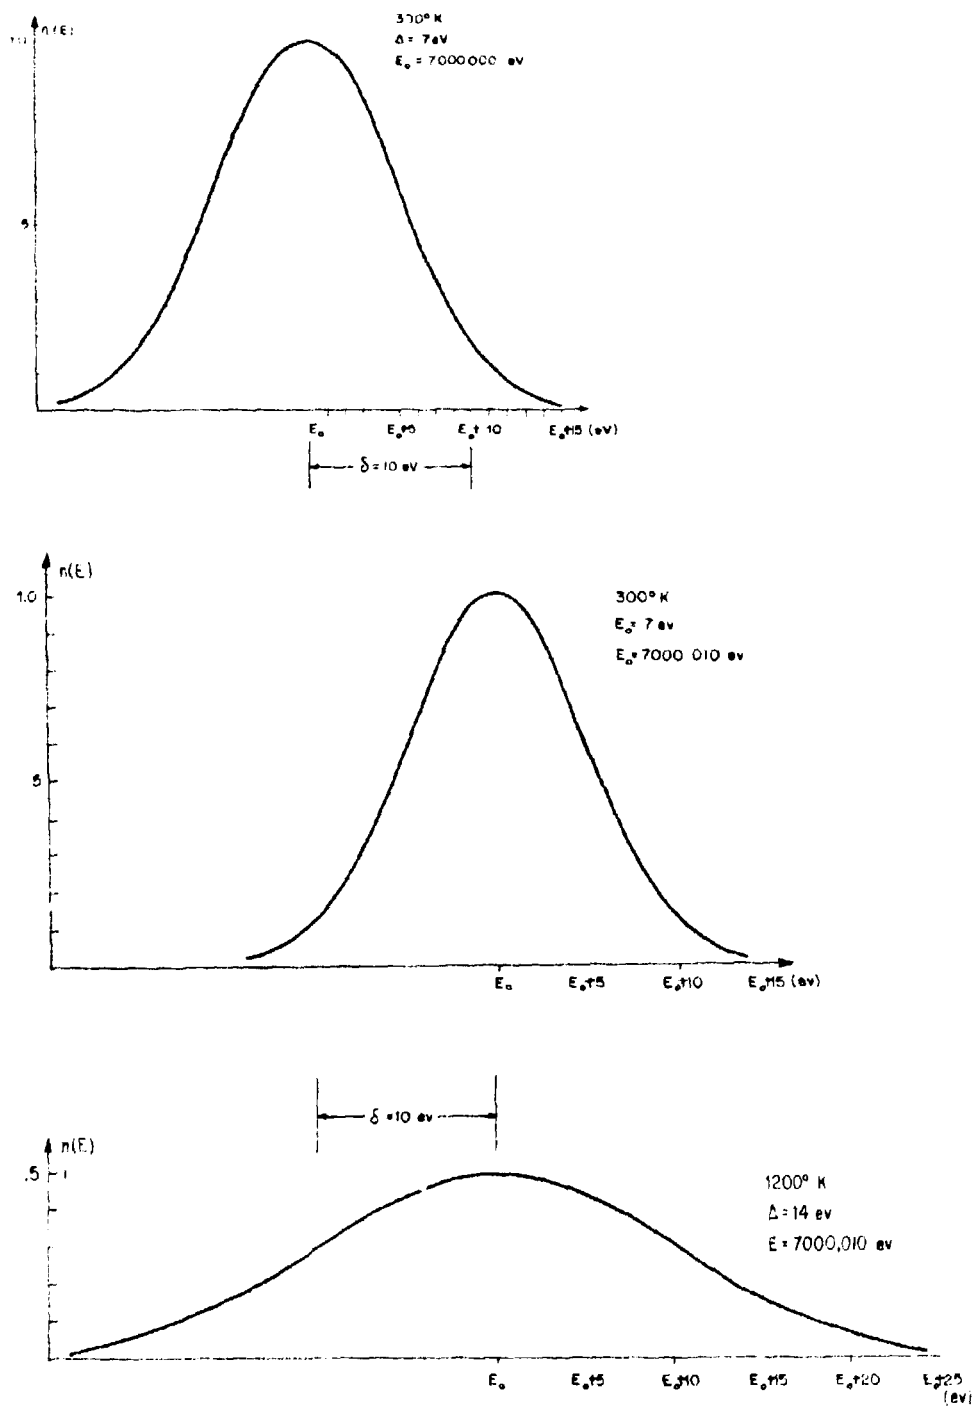 n(E)
300° K
Δ = 7eV
E₀ = 7000000 eV
5
E₀ E₀+5 E₀+10 E₀+15 (eV)
δ = 10 eV
n(E)
1.0
300° K
E₀= 7 ev
E₀= 7000 010 ev
5
E₀ E₀+5 E₀+10 E₀+15 (ev)
δ = 10 ev
n(E)
.5
1200° K
Δ = 14 ev
E = 7000,010 ev
E₀ E₀+5 E₀+10 E₀+15 E₀+20 E₀+25
(ev)